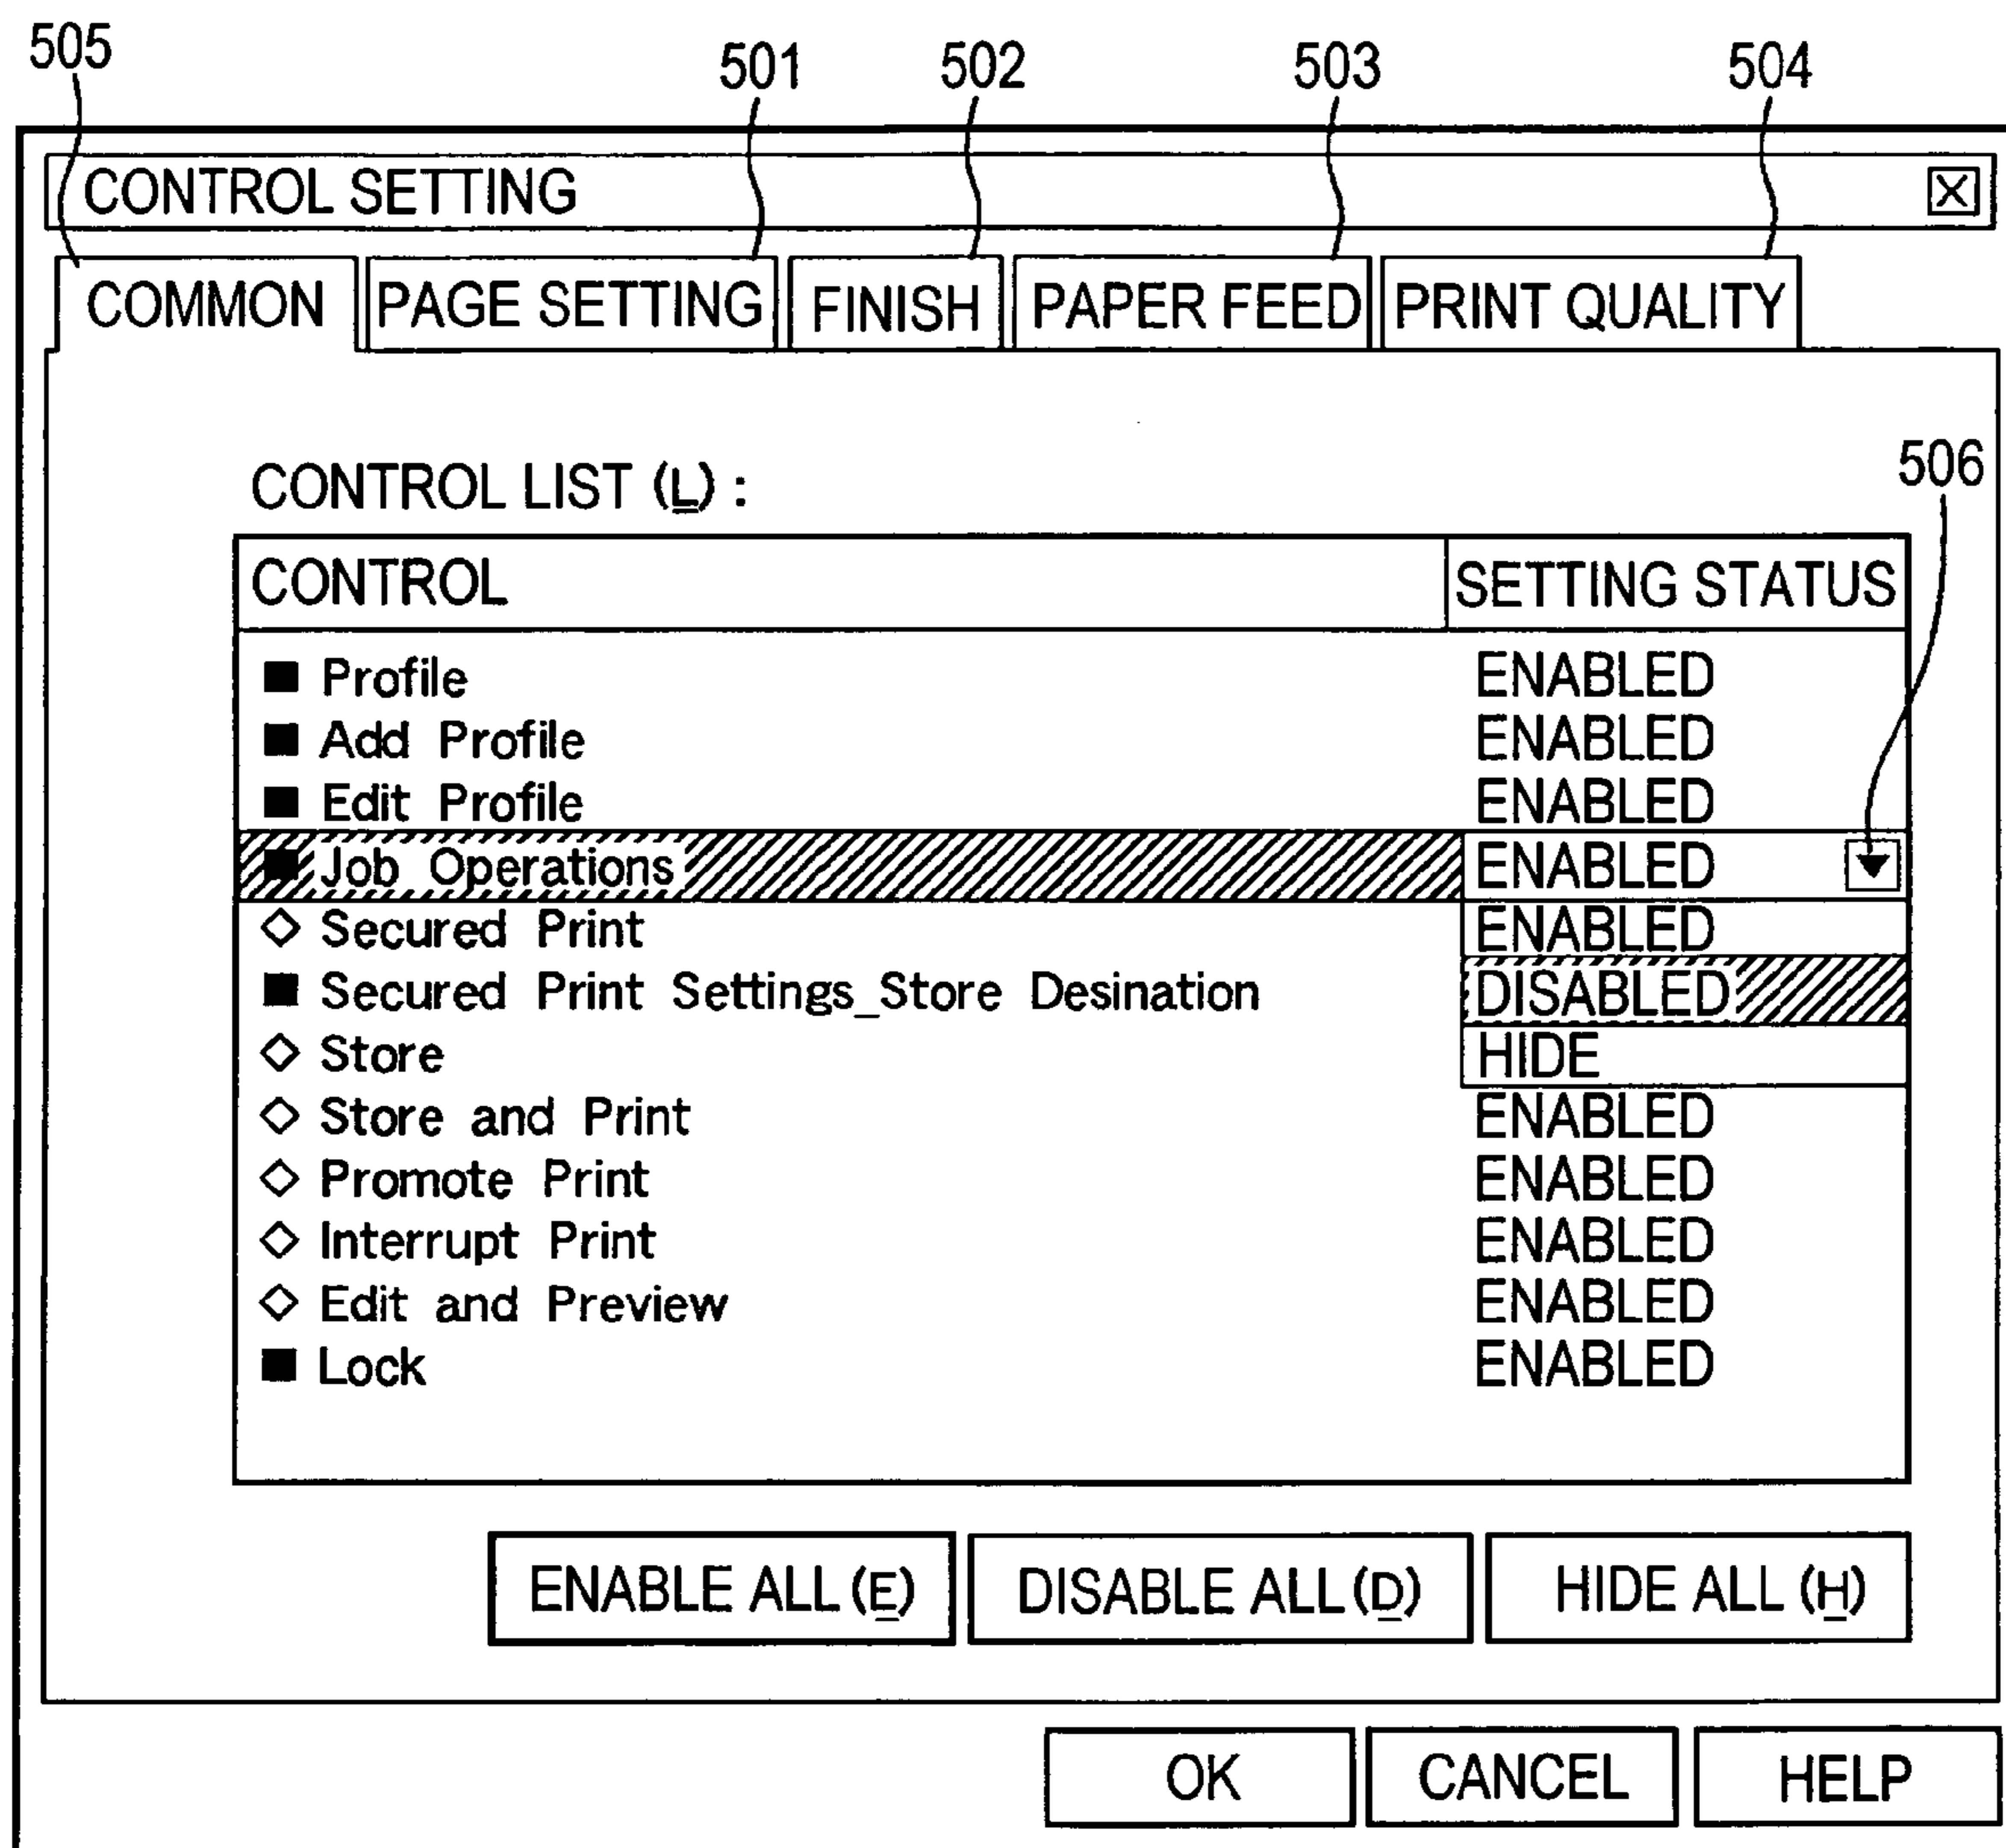 505 501 502 503 504
CONTROL SETTING X
COMMON PAGE SETTING FINISH PAPER FEED PRINT QUALITY
506
CONTROL LIST (L) :
CONTROL SETTING STATUS
■ Profile ENABLED
■ Add Profile ENABLED
■ Edit Profile ENABLED
■ Job Operations ENABLED ▼
◇ Secured Print ENABLED
■ Secured Print Settings_Store Desination DISABLED
◇ Store HIDE
◇ Store and Print ENABLED
◇ Promote Print ENABLED
◇ Interrupt Print ENABLED
◇ Edit and Preview ENABLED
■ Lock ENABLED
ENABLE ALL (E) DISABLE ALL (D) HIDE ALL (H)
OK CANCEL HELP